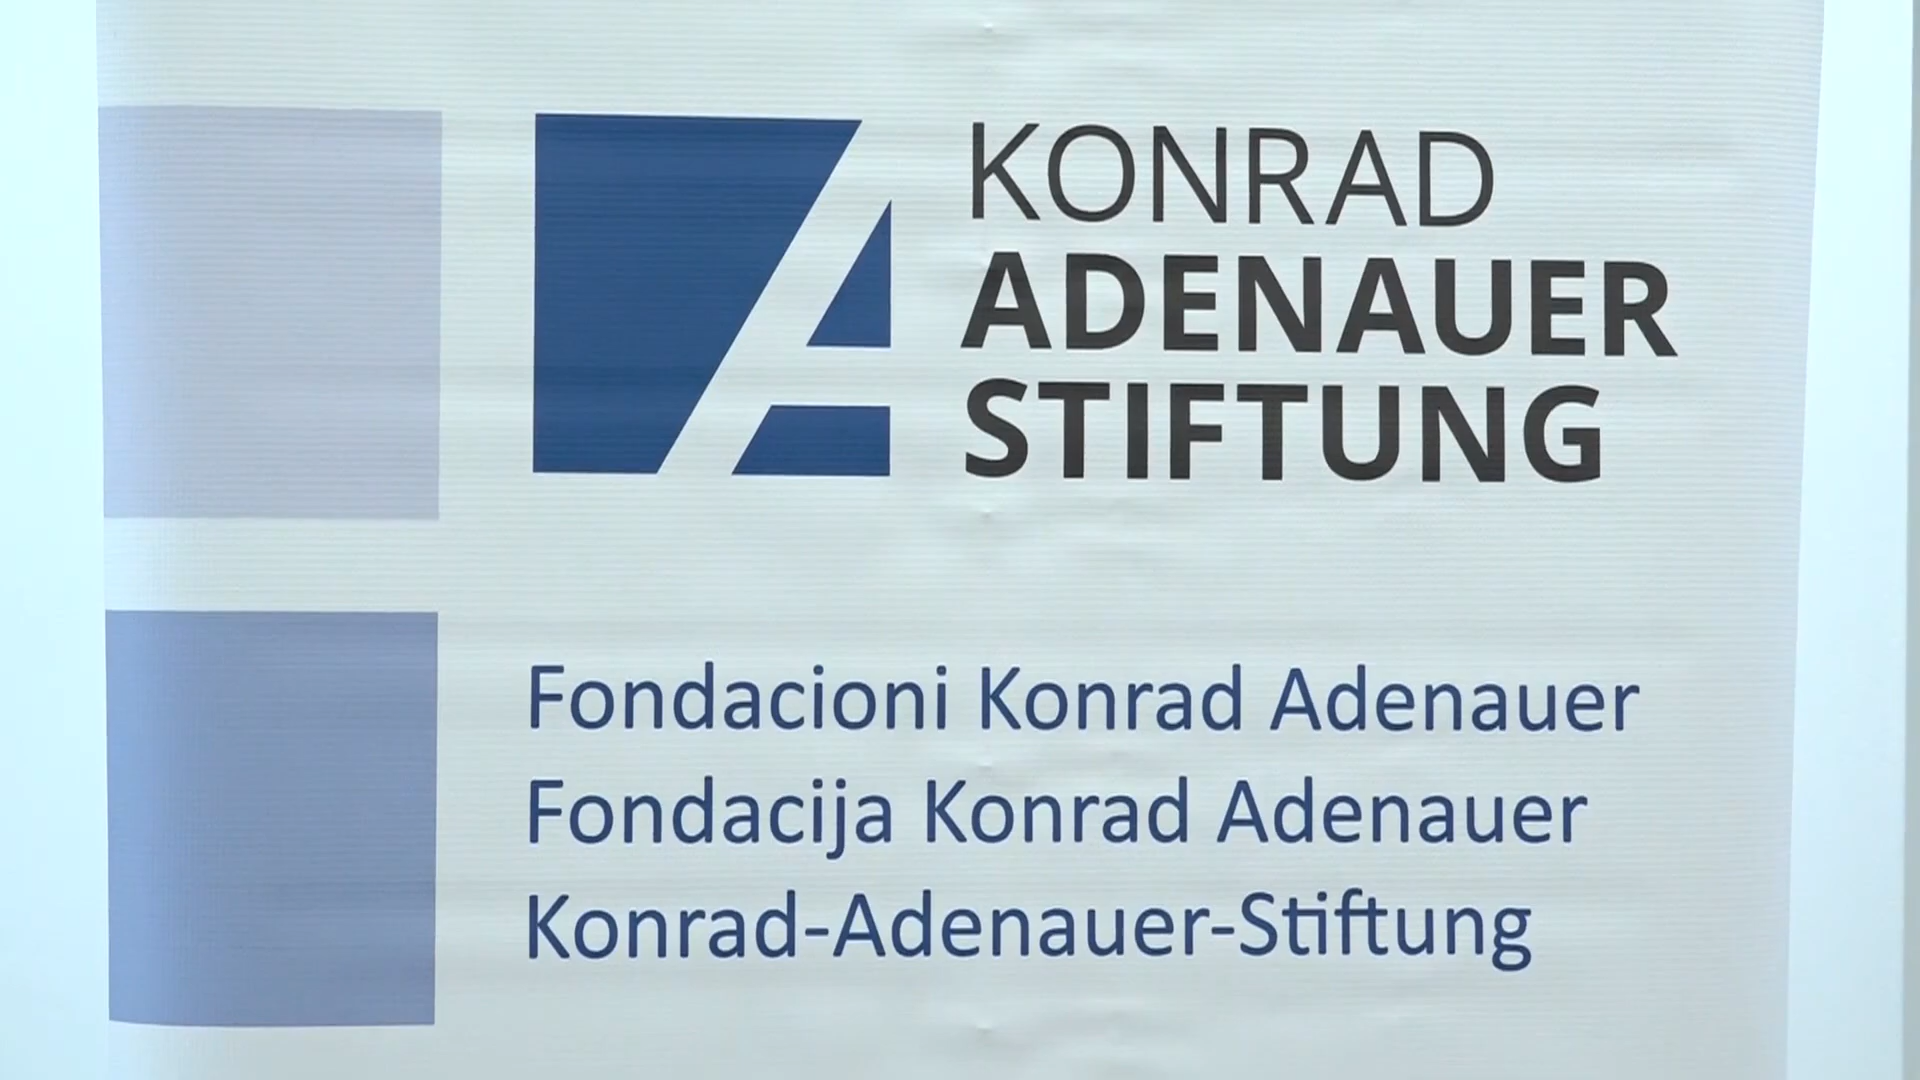 KONRAD
ADENAUER
STIFTUNG
Fondacioni Konrad Adenauer
Fondacija Konrad Adenauer
Konrad-Adenauer-Stiftung